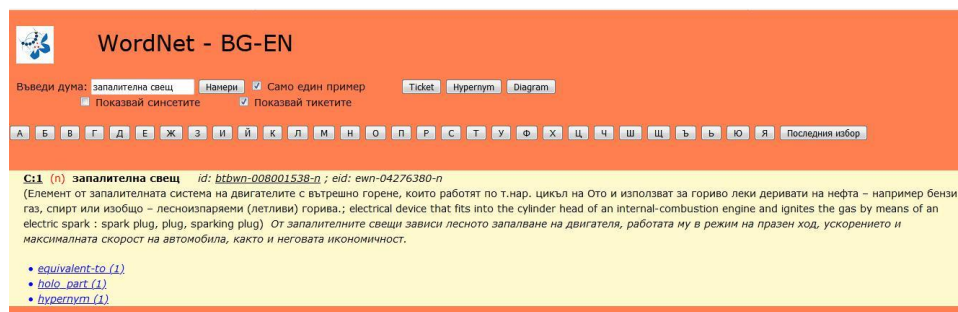 WordNet - BG-EN
Въведи дума: запалителна свещ Намери Само един пример Ticket Hypernym Diagram
Показвай синсетите Показвай тикетите
А Б В Г Д Е Ж З И Й К Л М Н О П Р С Т У Ф Х Ц Ч Ш Щ Ъ Ь Ю Я Последния избор
C:1 (n) запалителна свещ id: btbwn-008001538-n ; eid: ewn-04276380-n
(Елемент от запалителната система на двигателите с вътрешно горене, които работят по т.нар. цикъл на Ото и използват за гориво леки деривати на нефта – например бензи
газ, спирт или изобщо – лесноизпаряеми (летливи) горива.; electrical device that fits into the cylinder head of an internal-combustion engine and ignites the gas by means of an
electric spark : spark plug, plug, sparking plug) От запалителните свещи зависи лесното запалване на двигателя, работата му в режим на празен ход, ускорението и
максималната скорост на автомобила, както и неговата икономичност.
• equivalent-to (1)
• holo_part (1)
• hypernym (1)